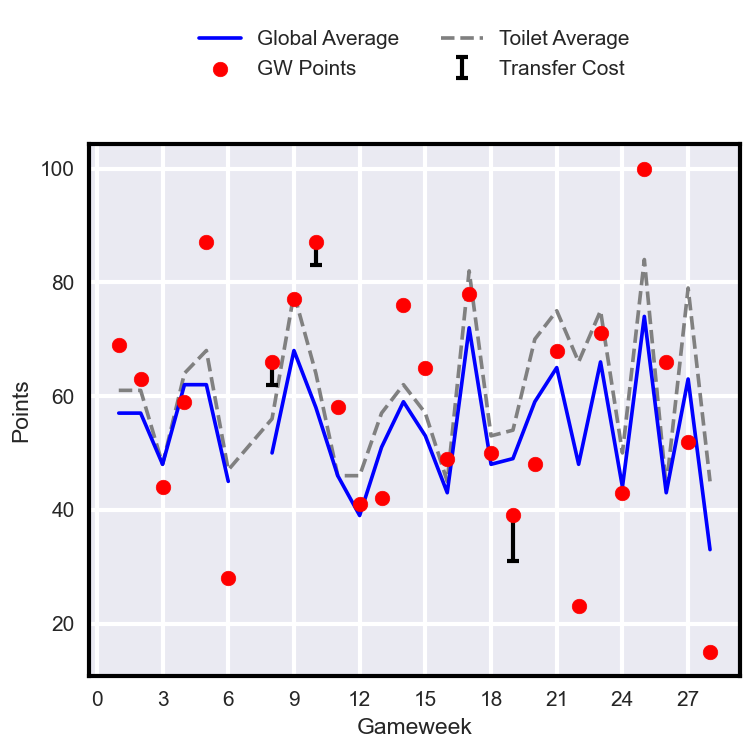 Global Average
Toilet Average
GW Points
Transfer Cost
100
80
60
40
20
Points
0 3 6 9 12 15 18 21 24 27
Gameweek